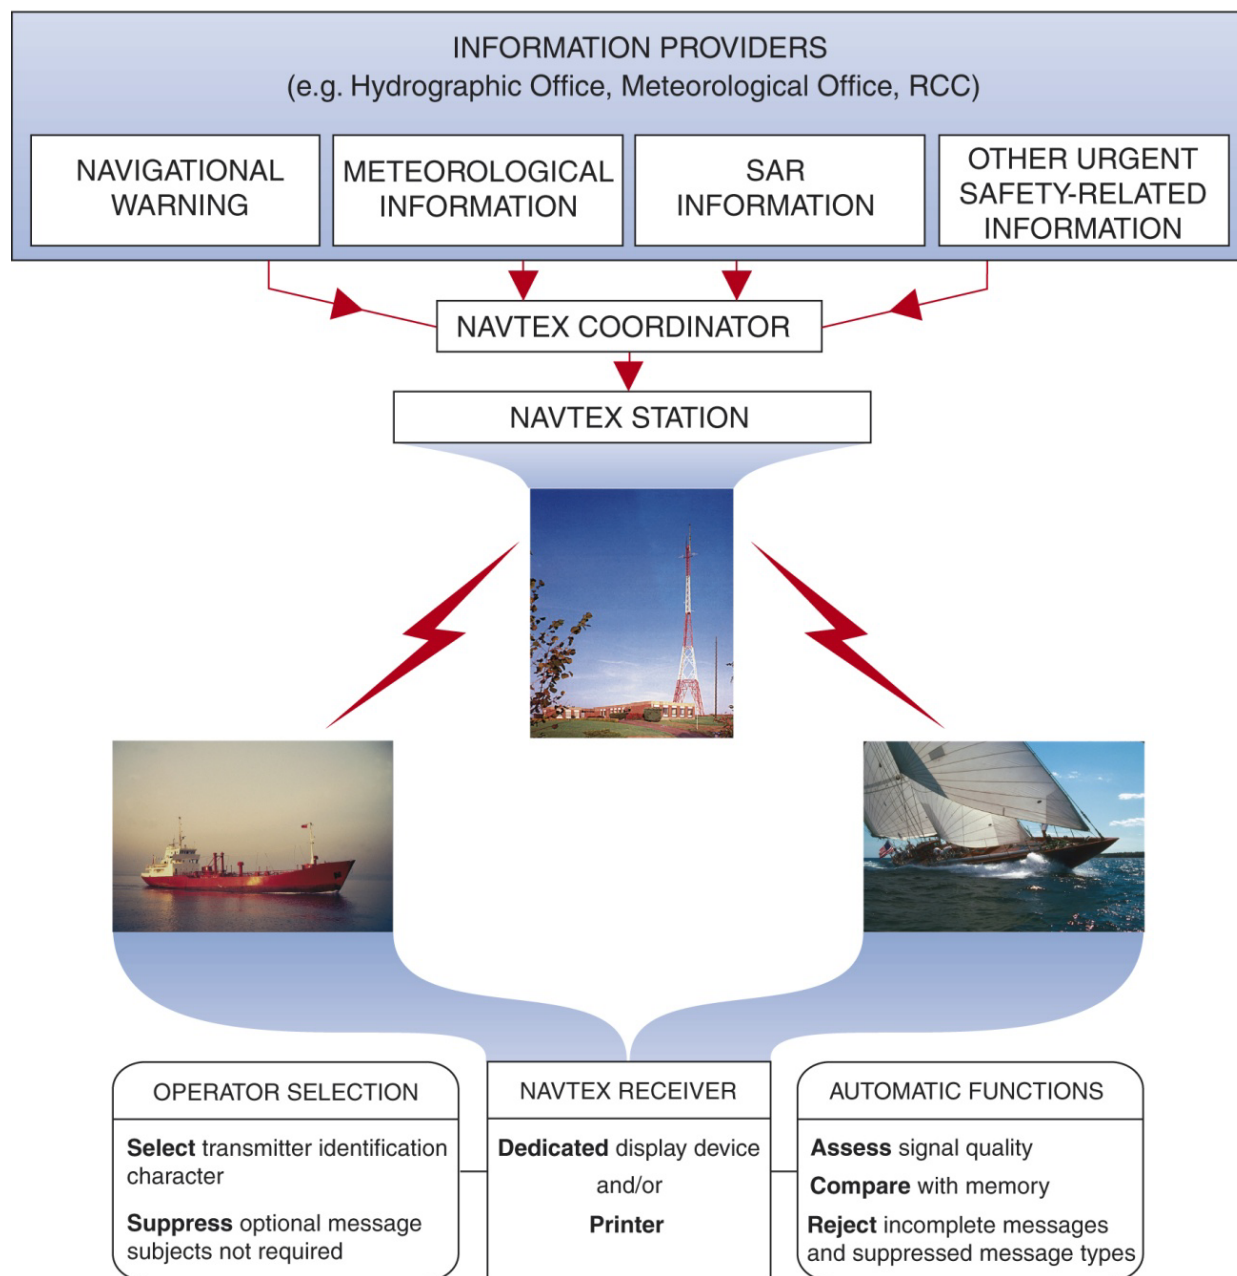 INFORMATION PROVIDERS
(e.g. Hydrographic Office, Meteorological Office, RCC)
NAVIGATIONAL
WARNING
METEOROLOGICAL
INFORMATION
SAR
INFORMATION
OTHER URGENT
SAFETY-RELATED
INFORMATION
NAVTEX COORDINATOR
NAVTEX STATION
OPERATOR SELECTION
Select transmitter identification
character
Suppress optional message
subjects not required
NAVTEX RECEIVER
Dedicated display device
and/or
Printer
AUTOMATIC FUNCTIONS
Assess signal quality
Compare with memory
Reject incomplete messages
and suppressed message types